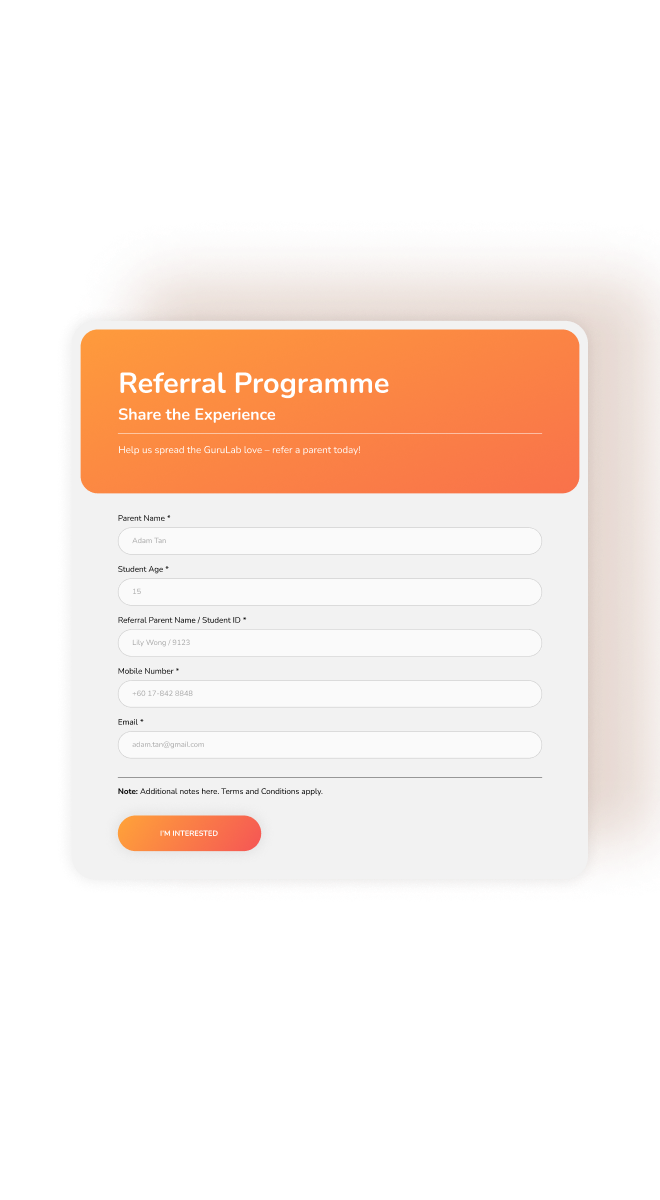 Referral Programme
Share the Experience
Help us spread the GuruLab love – refer a parent today!
Parent Name *
Adam Tan
Student Age *
15
Referral Parent Name / Student ID *
Lily Wong / 9123
Mobile Number *
+60 17-842 8848
Email *
adam.tan@gmail.com
Note: Additional notes here. Terms and Conditions apply.
I'M INTERESTED